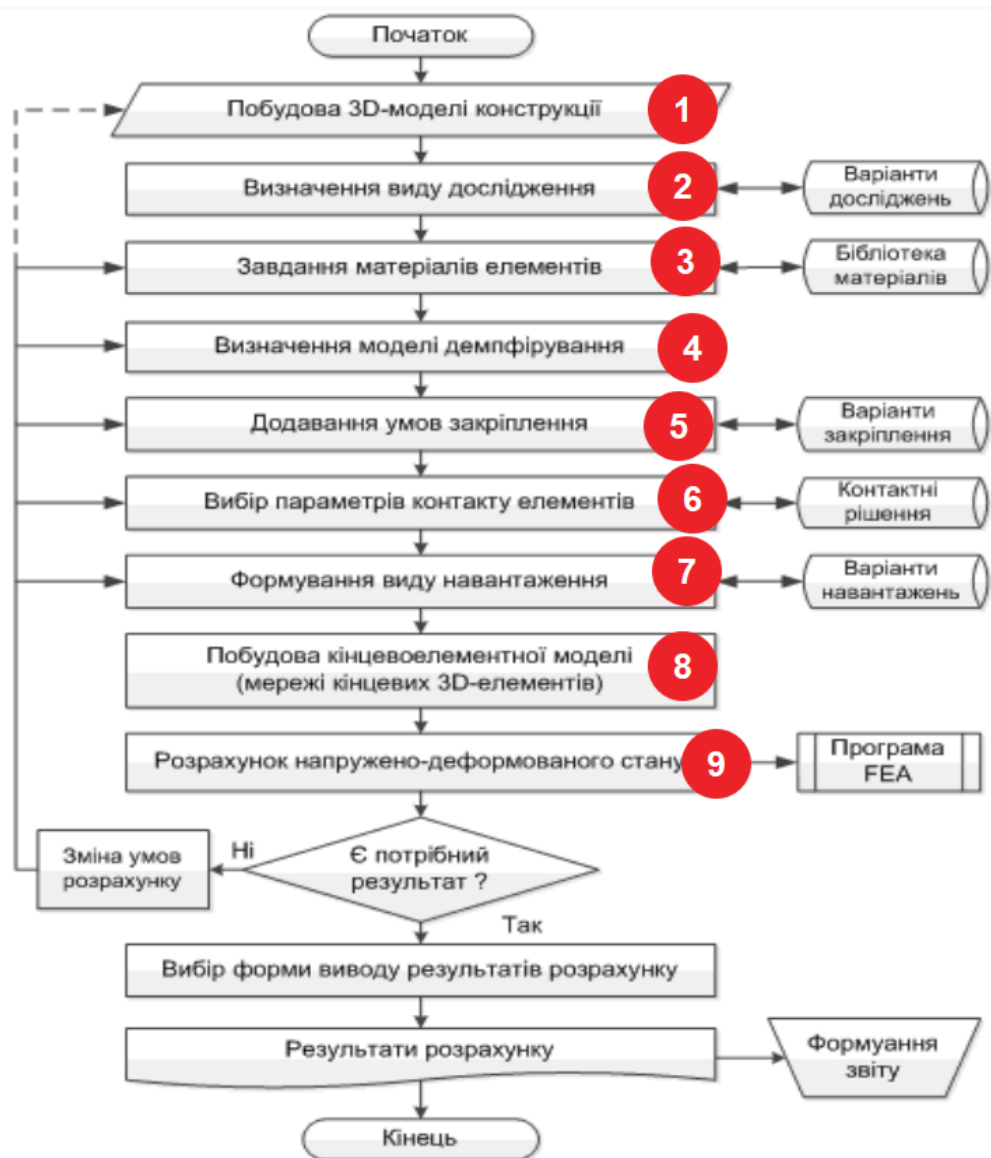 Початок
Побудова 3D-моделі конструкції
1
Визначення виду дослідження
2
Варіанти
досліджень
Завдання матеріалів елементів
3
Бібліотека
матеріалів
Визначення моделі демпфірування
4
Додавання умов закріплення
5
Варіанти
закріплення
Вибір параметрів контакту елементів
6
Контактні
рішення
Формування виду навантаження
7
Варіанти
навантажень
Побудова кінцевоелементної моделі
(мережі кінцевих 3D-елементів)
8
Розрахунок напружено-деформованого стану
9
Програма
FEA
Зміна умов
розрахунку
Ні
Є потрібний
результат ?
Так
Вибір форми виводу результатів розрахунку
Результати розрахунку
Формуання
звіту
Кінець